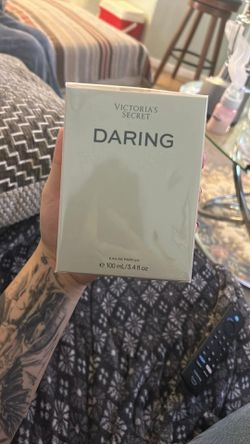 VICTORIA'S
SECRET
DARING
EAU DE PARFUM
℮ 100 mL/3.4 fl oz